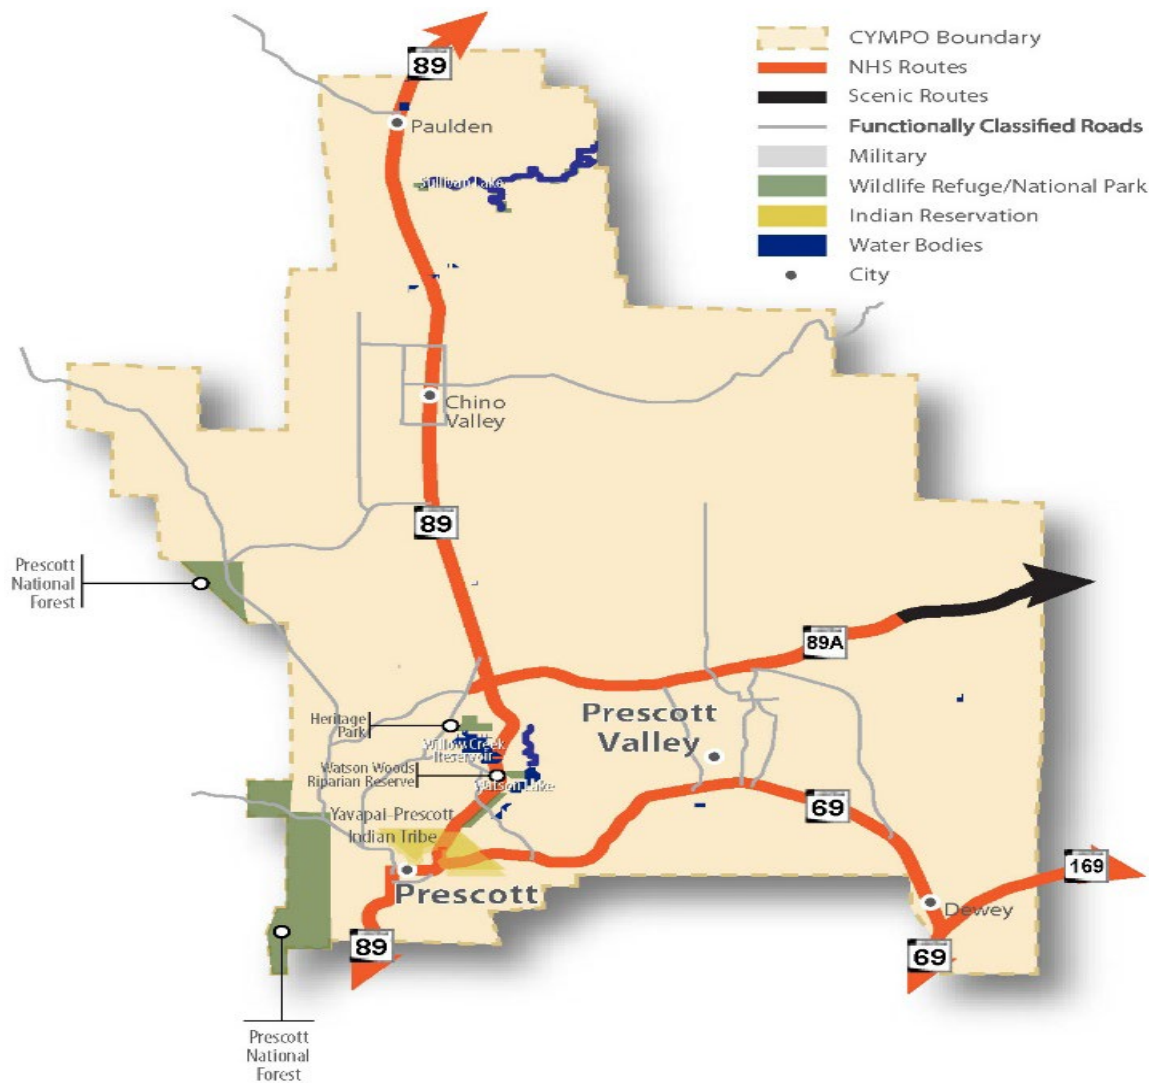 CYMPO Boundary
NHS Routes
Scenic Routes
Functionally Classified Roads
Military
Wildlife Refuge/National Park
Indian Reservation
Water Bodies
City
89
Paulden
Sullivan Lake
Chino
Valley
89
Prescott
National
Forest
89A
Heritage
Park
Willow Creek
Reservoir
Prescott
Valley
Watson Woods
Riparian Reserve
Watson Lake
69
Yavapai-Prescott
Indian Tribe
169
Prescott
Dewey
89
69
Prescott
National
Forest